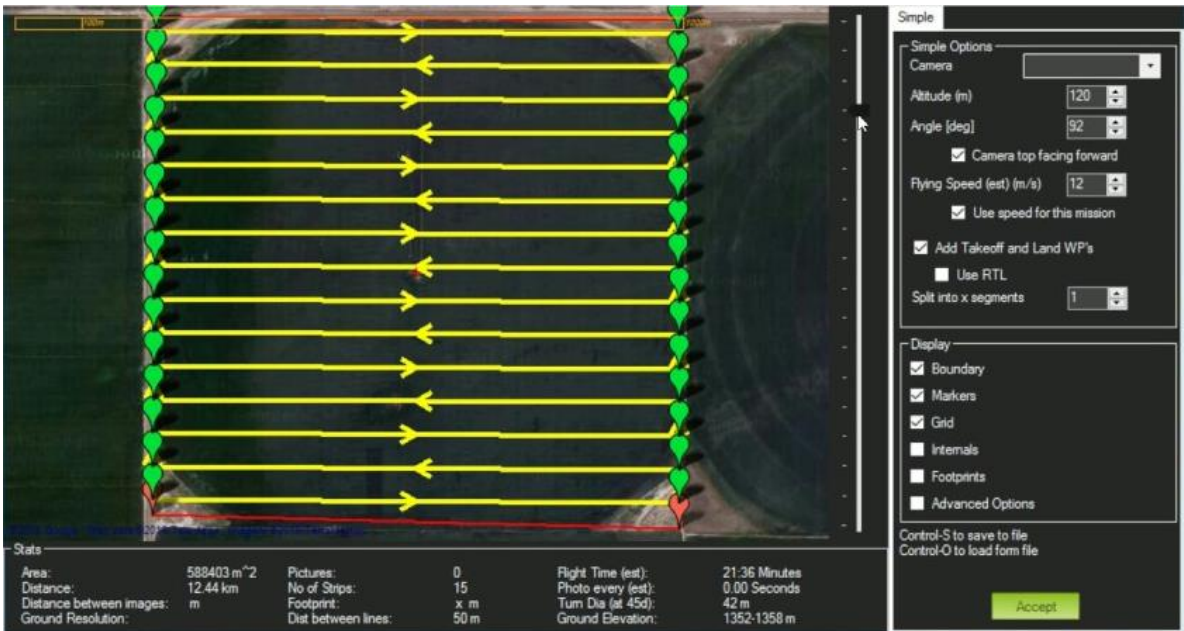 100m
1000m
Simple
Simple Options
Camera
Altitude (m) 120
Angle [deg] 92
Camera top facing forward
Flying Speed (est) (m/s) 12
Use speed for this mission
Add Takeoff and Land WP's
Use RTL
Split into x segments 1
Display
Boundary
Markers
Grid
Internals
Footprints
Advanced Options
Control-S to save to file
Control-O to load form file
Accept
Stats
Area: 588403 m^2 Pictures: 0 Flight Time (est): 21:36 Minutes
Distance: 12.44 km No of Strips: 15 Photo every (est): 0.00 Seconds
Distance between images: m Footprint: x m Turn Dia (at 45d): 42 m
Ground Resolution: Dist between lines: 50 m Ground Elevation: 1352-1358 m